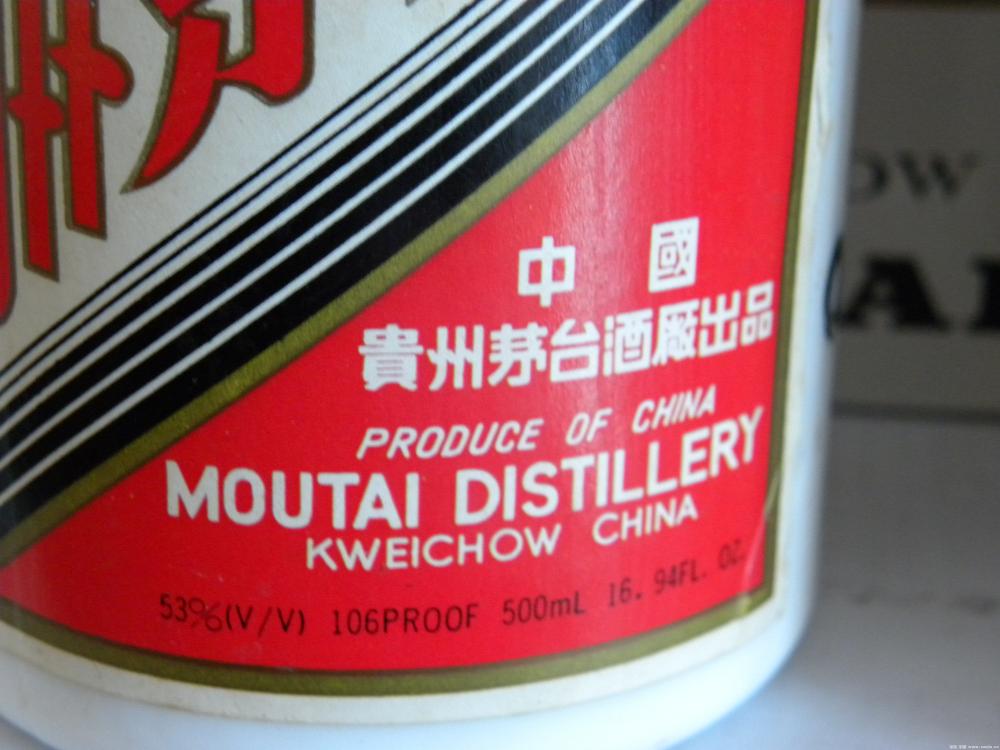 中國
貴州茅台酒廠出品
PRODUCE OF CHINA
MOUTAI DISTILLERY
KWEICHOW CHINA
53%(V/V) 106PROOF 500mL 16.94FL. OZ.
OW